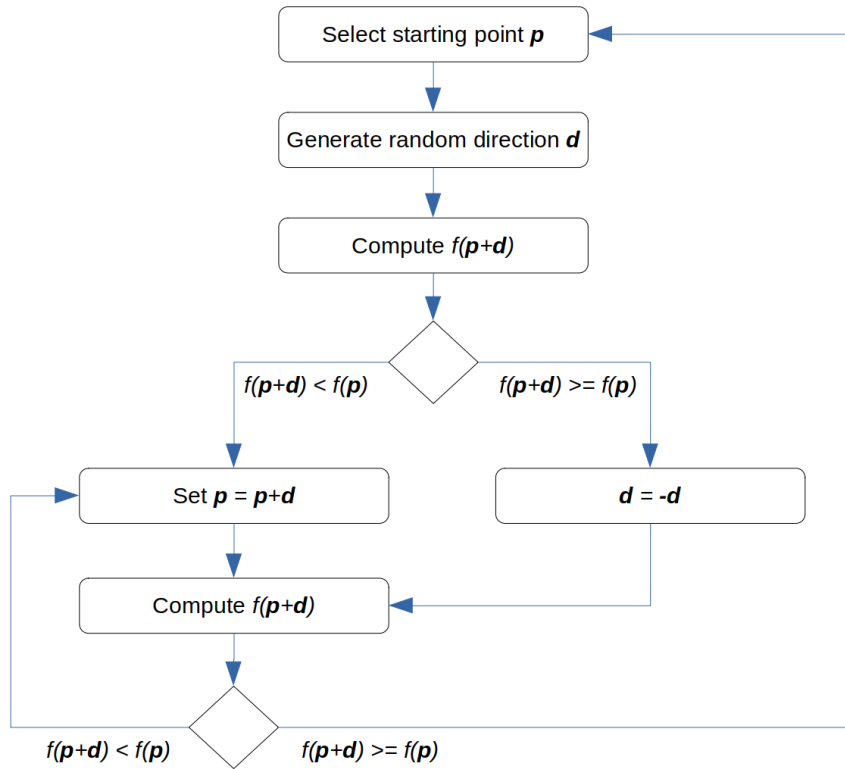 Select starting point p
Generate random direction d
Compute f(p+d)
f(p+d) < f(p)
f(p+d) >= f(p)
Set p = p+d
d = -d
Compute f(p+d)
f(p+d) < f(p)
f(p+d) >= f(p)